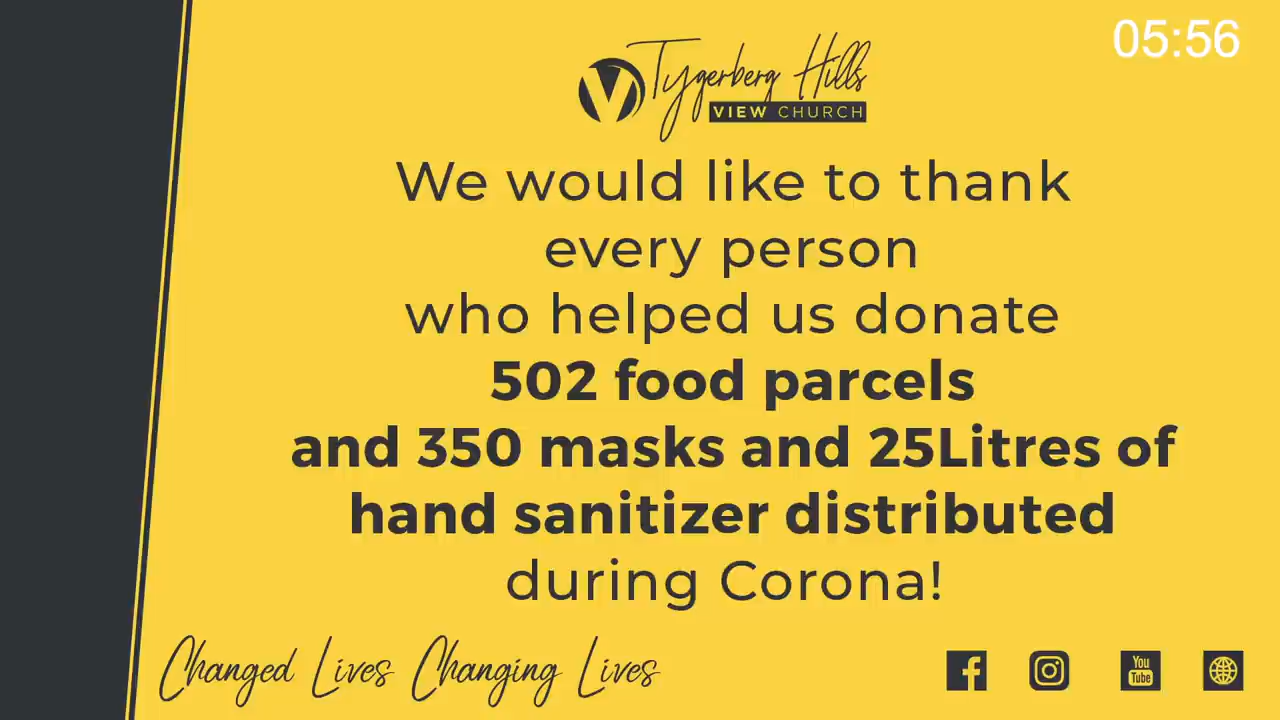 05:56
Tygerberg Hills
VIEW CHURCH
We would like to thank
every person
who helped us donate
502 food parcels
and 350 masks and 25Litres of
hand sanitizer distributed
during Corona!
Changed Lives Changing Lives
You
Tube